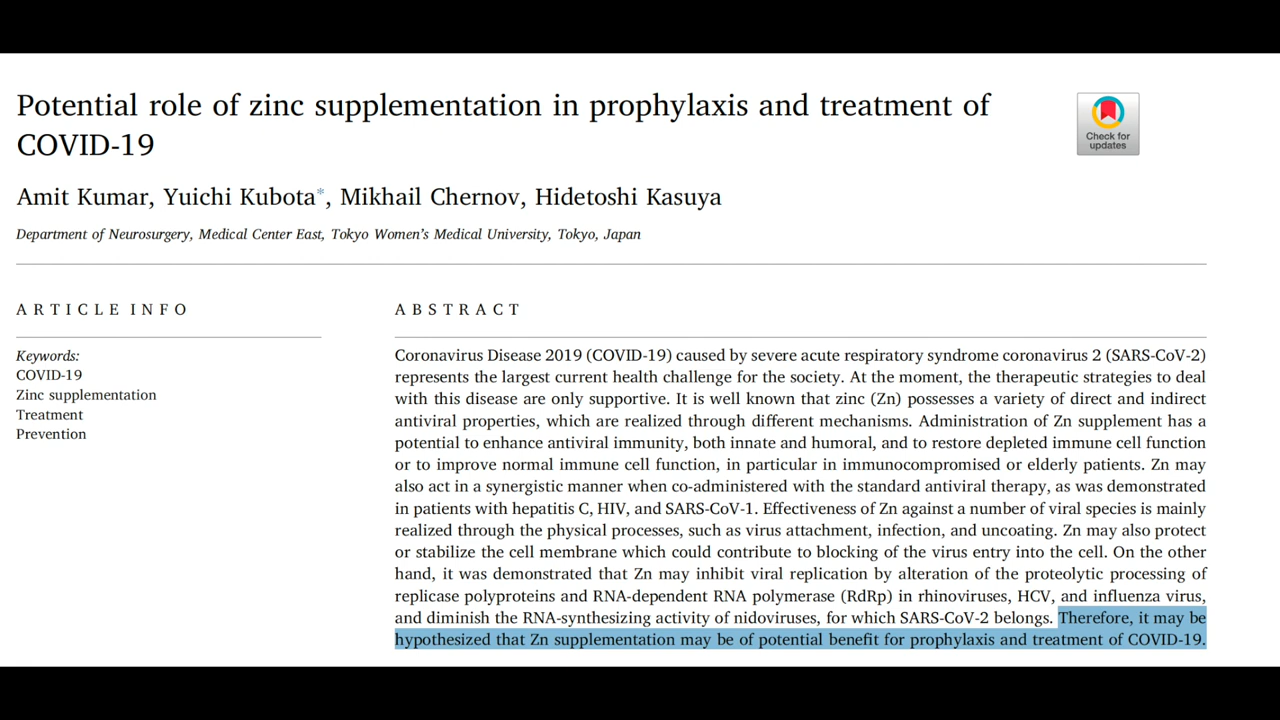 Potential role of zinc supplementation in prophylaxis and treatment of
COVID-19
Check for
updates
Amit Kumar, Yuichi Kubota*, Mikhail Chernov, Hidetoshi Kasuya
Department of Neurosurgery, Medical Center East, Tokyo Women's Medical University, Tokyo, Japan
ARTICLE INFO
Keywords:
COVID-19
Zinc supplementation
Treatment
Prevention
ABSTRACT
Coronavirus Disease 2019 (COVID-19) caused by severe acute respiratory syndrome coronavirus 2 (SARS-CoV-2)
represents the largest current health challenge for the society. At the moment, the therapeutic strategies to deal
with this disease are only supportive. It is well known that zinc (Zn) possesses a variety of direct and indirect
antiviral properties, which are realized through different mechanisms. Administration of Zn supplement has a
potential to enhance antiviral immunity, both innate and humoral, and to restore depleted immune cell function
or to improve normal immune cell function, in particular in immunocompromised or elderly patients. Zn may
also act in a synergistic manner when co-administered with the standard antiviral therapy, as was demonstrated
in patients with hepatitis C, HIV, and SARS-CoV-1. Effectiveness of Zn against a number of viral species is mainly
realized through the physical processes, such as virus attachment, infection, and uncoating. Zn may also protect
or stabilize the cell membrane which could contribute to blocking of the virus entry into the cell. On the other
hand, it was demonstrated that Zn may inhibit viral replication by alteration of the proteolytic processing of
replicase polyproteins and RNA-dependent RNA polymerase (RdRp) in rhinoviruses, HCV, and influenza virus,
and diminish the RNA-synthesizing activity of nidoviruses, for which SARS-CoV-2 belongs. Therefore, it may be
hypothesized that Zn supplementation may be of potential benefit for prophylaxis and treatment of COVID-19.